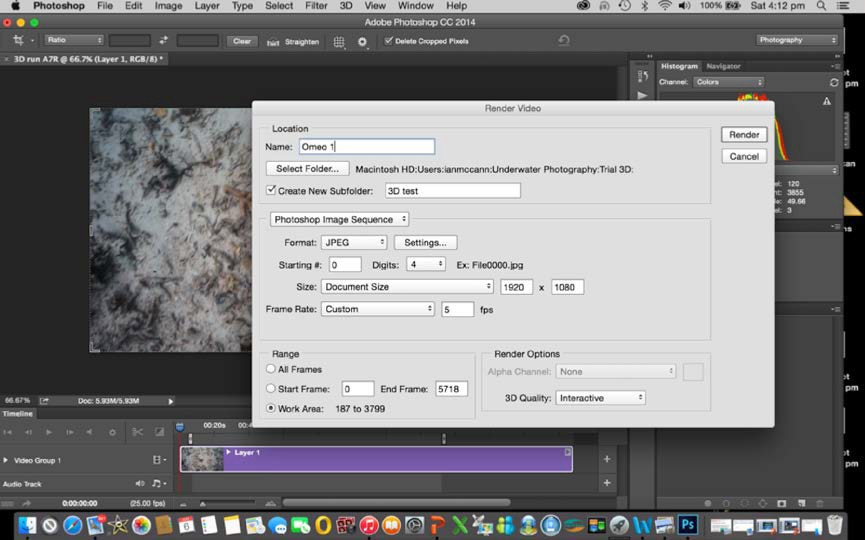 Photoshop File Edit Image Layer Type Select Filter 3D View Window Help 100% Sat 4:12 pm
Adobe Photoshop CC 2014
Ratio Clear Straighten Delete Cropped Pixels Photography
3D run A7R @ 66.7% (Layer 1, RGB/8) *
Histogram Navigator
Channel: Colors
Render Video
Location
Name: Omeo 1
Render
Select Folder... Macintosh HD:Users:ianmccann:Underwater Photography:Trial 3D:
Cancel
Create New Subfolder: 3D test
Photoshop Image Sequence
Format: JPEG Settings...
Starting #: 0 Digits: 4 Ex: File0000.jpg
Size: Document Size 1920 x 1080
Frame Rate: Custom 5 fps
Range
All Frames
Start Frame: 0 End Frame: 5718
Work Area: 187 to 3799
Render Options
Alpha Channel: None
3D Quality: Interactive
120
3855
49.66
3
pm
66.67% Doc: 5.93M/5.93M
Timeline
00:20s
Video Group 1 Layer 1
Audio Track
0:00:00:00 (25.00 fps)
6
Ps